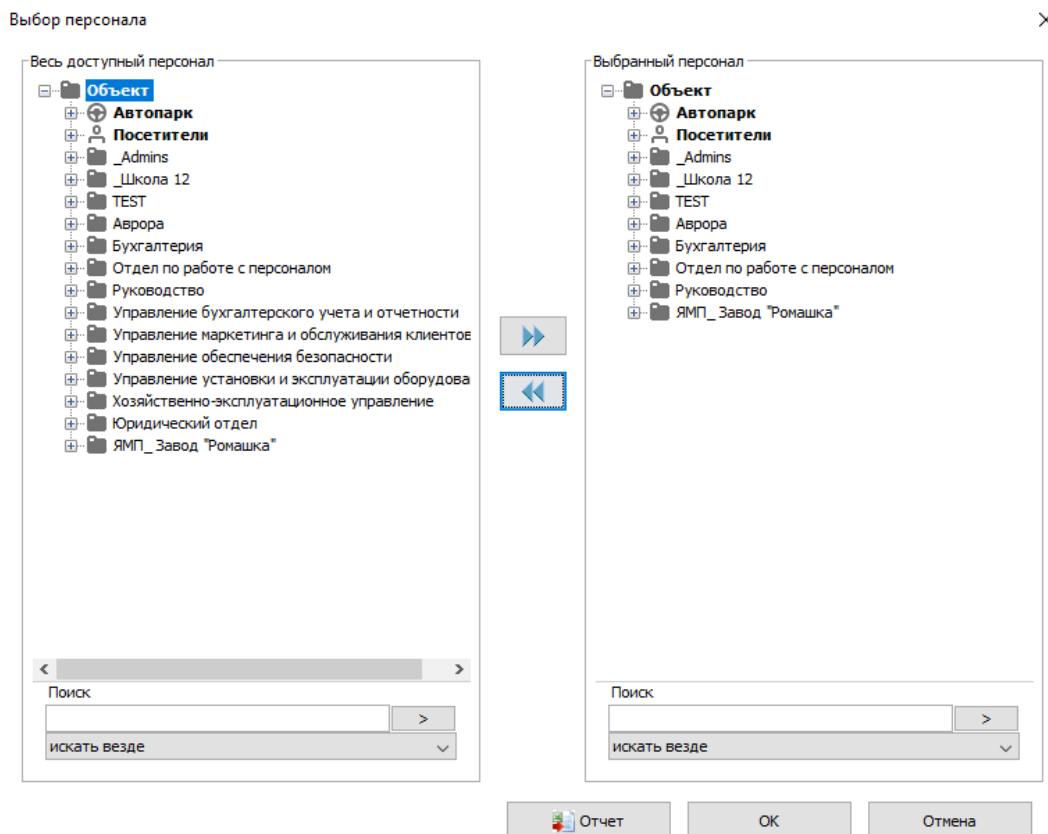 Выбор персонала
Весь доступный персонал
Объект
Автопарк
Посетители
_Admins
_Школа 12
TEST
Аврора
Бухгалтерия
Отдел по работе с персоналом
Руководство
Управление бухгалтерского учета и отчетности
Управление маркетинга и обслуживания клиентов
Управление обеспечения безопасности
Управление установки и эксплуатации оборудова
Хозяйственно-эксплуатационное управление
Юридический отдел
ЯМП_ Завод "Ромашка"
Поиск
>
искать везде
Выбранный персонал
Объект
Автопарк
Посетители
_Admins
_Школа 12
TEST
Аврора
Бухгалтерия
Отдел по работе с персоналом
Руководство
ЯМП_ Завод "Ромашка"
Поиск
>
искать везде
Отчет
OK
Отмена